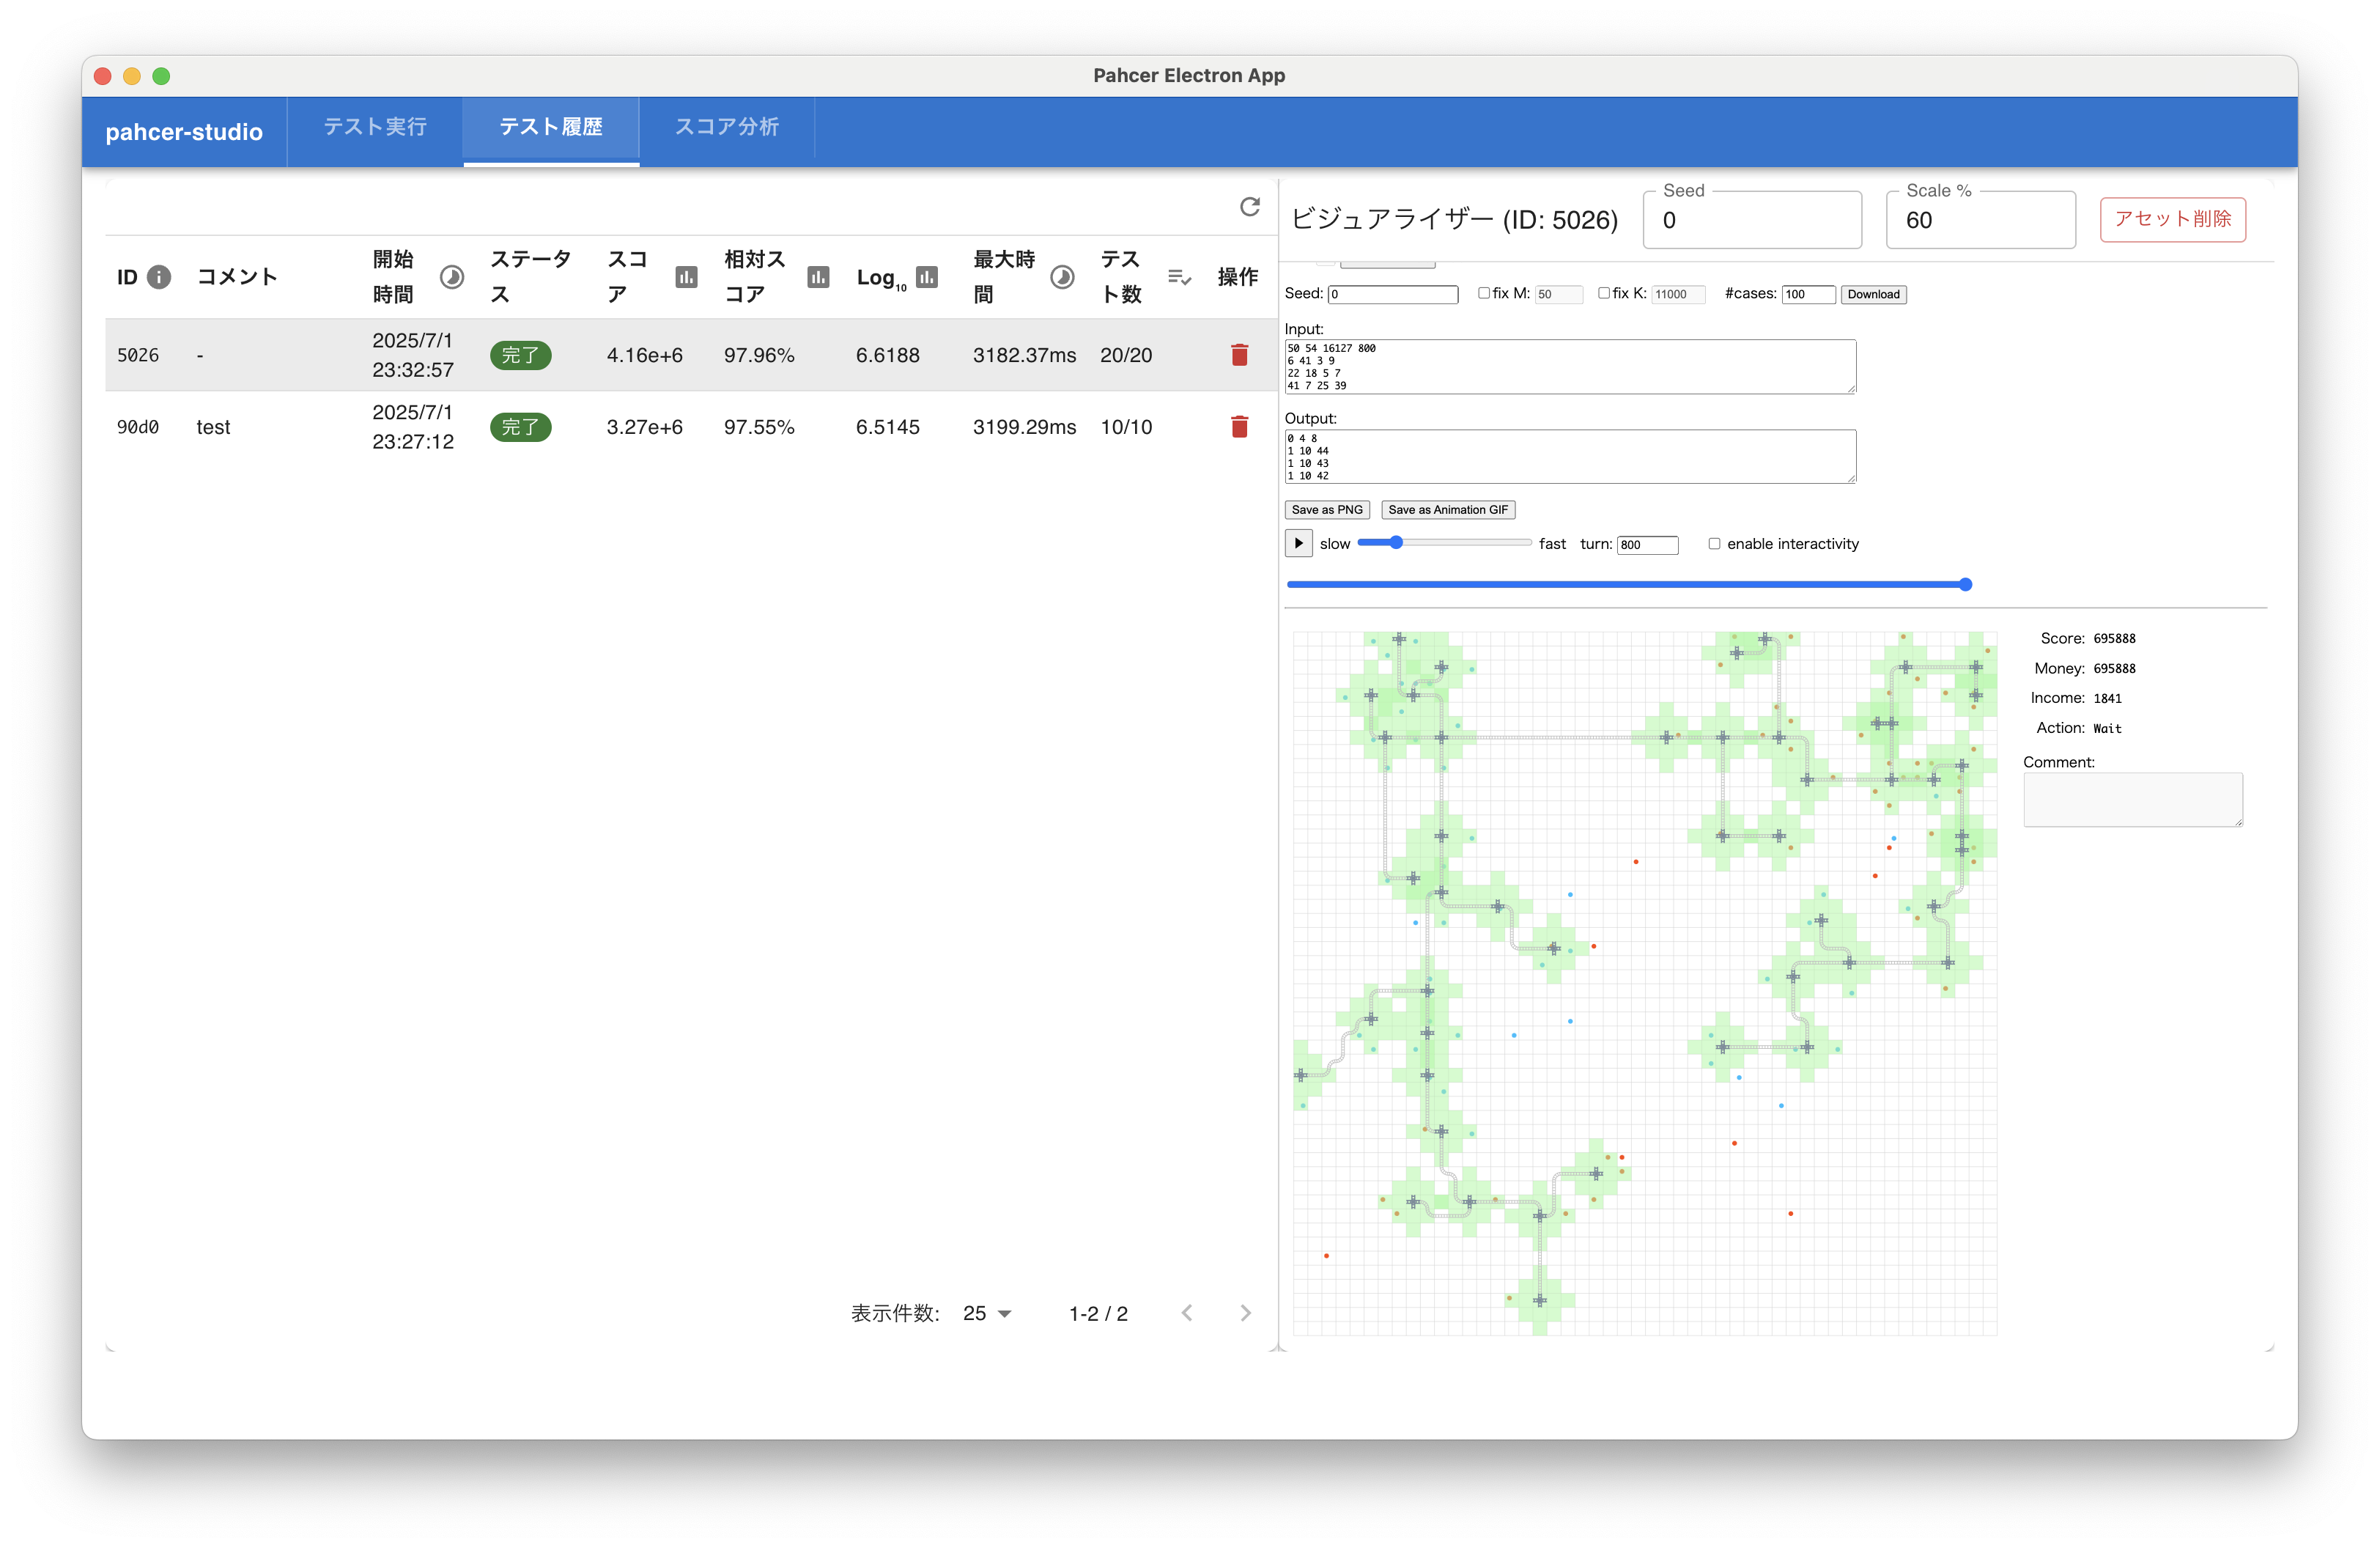 Pahcer Electron App
pahcer-studio
テスト実行
テスト履歴
スコア分析
ID
コメント
開始
時間
ステータ
ス
スコ
ア
相対ス
コア
Log₁₀
最大時
間
テス
ト数
操作
5026
-
2025/7/1
23:32:57
完了
4.16e+6
97.96%
6.6188
3182.37ms
20/20
90d0
test
2025/7/1
23:27:12
完了
3.27e+6
97.55%
6.5145
3199.29ms
10/10
表示件数:
25
1-2 / 2
ビジュアライザー (ID: 5026)
Seed
0
Scale %
60
アセット削除
Seed: 0 fix M: 50 fix K: 11000 #cases: 100 Download
Input:
50 54 16127 800
6 41 3 9
22 18 5 7
41 7 25 39
Output:
0 4 8
1 10 44
1 10 43
1 10 42
Save as PNG Save as Animation GIF
slow fast turn: 800 enable interactivity
Score: 695888
Money: 695888
Income: 1841
Action: Wait
Comment: